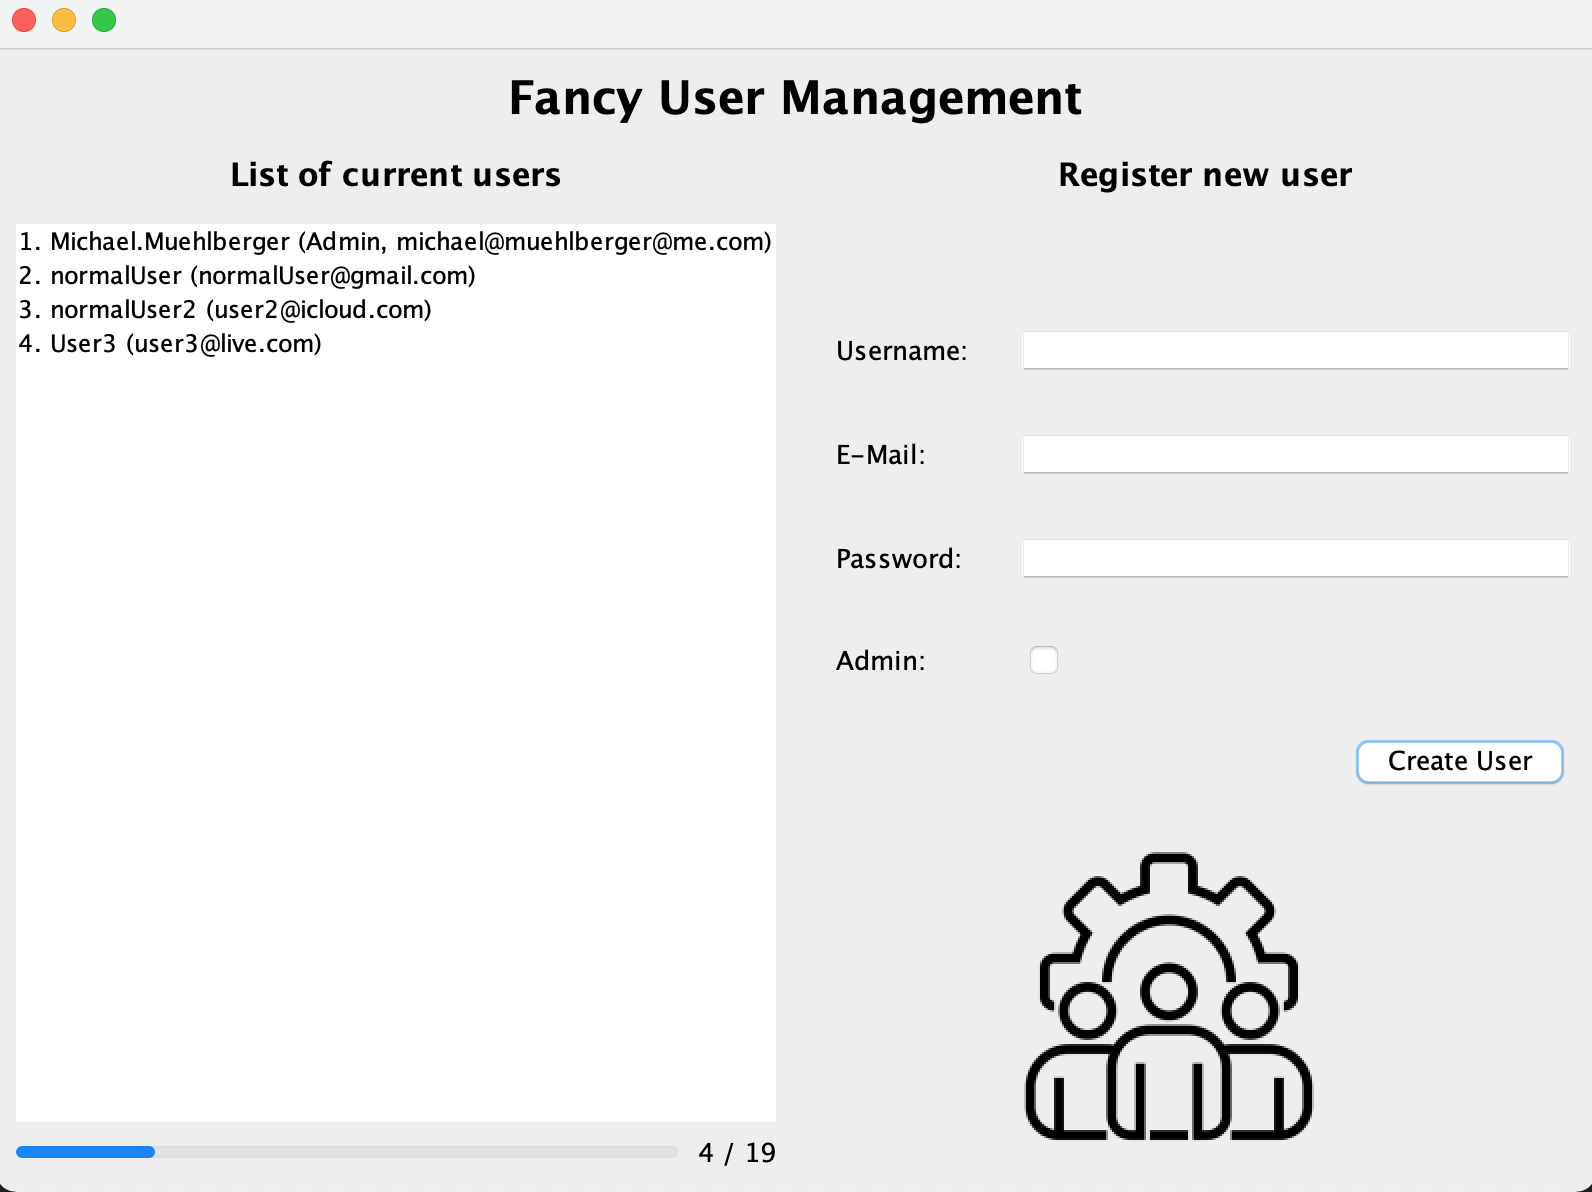 Fancy User Management
List of current users
1. Michael.Muehlberger (Admin, michael@muehlberger@me.com)
2. normalUser (normalUser@gmail.com)
3. normalUser2 (user2@icloud.com)
4. User3 (user3@live.com)
4 / 19
Register new user
Username:
E-Mail:
Password:
Admin:
Create User